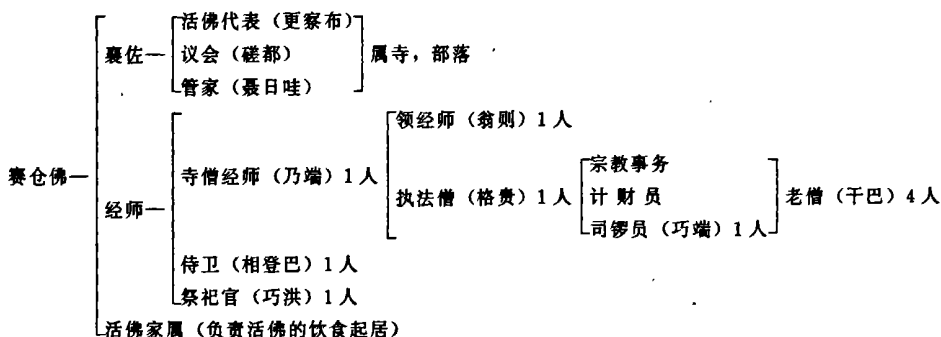 活佛代表（更察布）
襄佐 议会（磋都） 属寺，部落
管家（聂日哇）
领经师（翁则）1人
宗教事务
赛仓佛 寺僧经师（乃端）1人
经师 执法僧（格贵）1人 计财员 老僧（干巴）4人
司锣员（巧端）1人
侍卫（相登巴）1人
祭祀官（巧洪）1人
活佛家属（负责活佛的饮食起居）